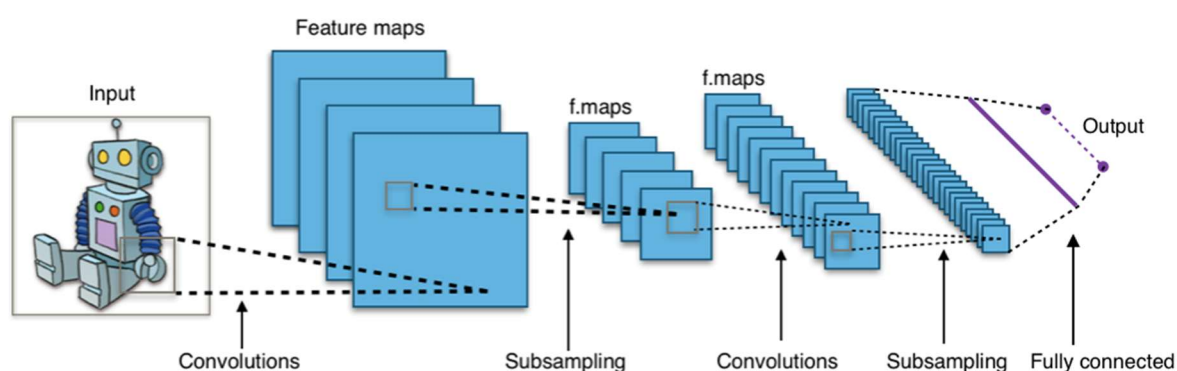 Feature maps
f.maps
Input
f.maps
Output
Convolutions
Subsampling
Convolutions
Subsampling
Fully connected